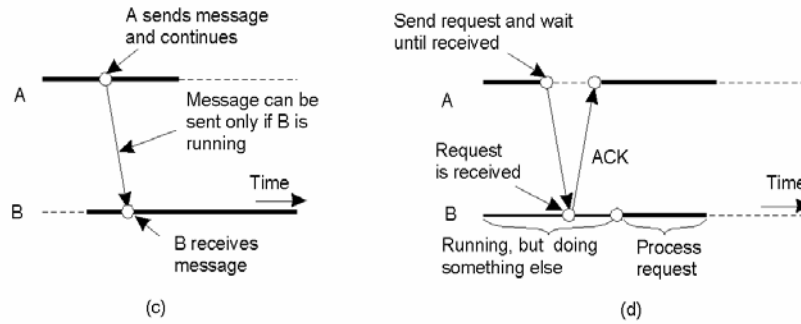 A sends message
and continues
A
Message can be
sent only if B is
running
Time
B
B receives
message
(c)
Send request and wait
until received
A
Request
is received
ACK
Time
B
Running, but doing
something else
Process
request
(d)